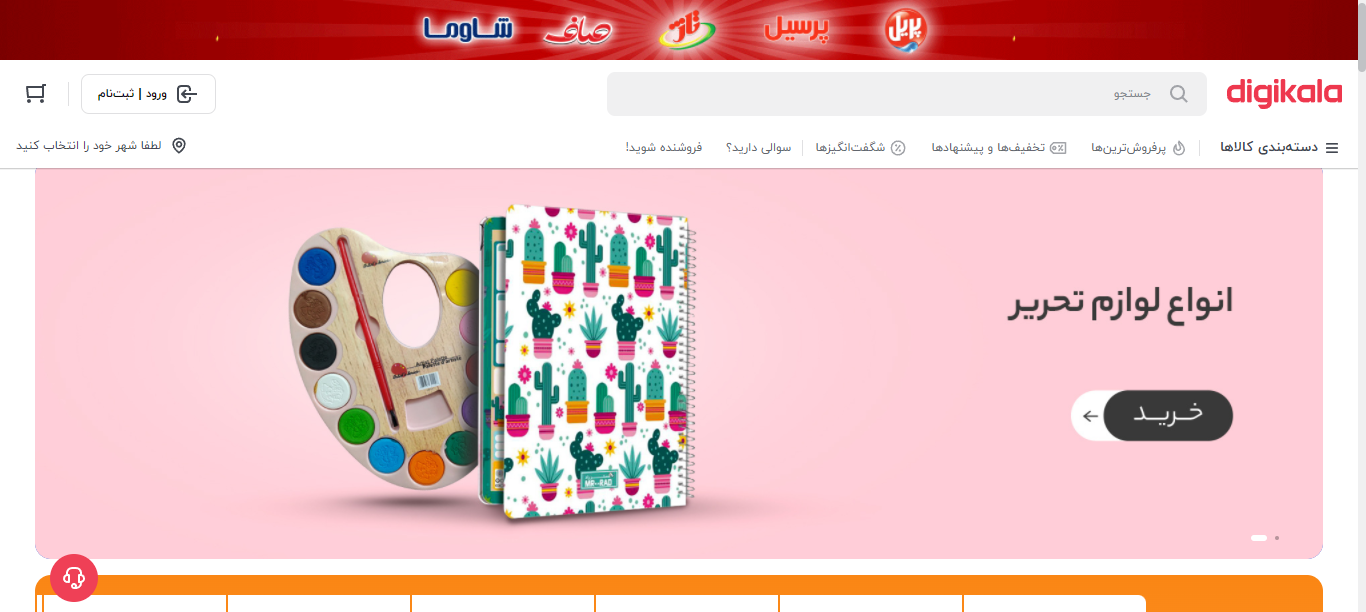 پریل
پرسیل
تاژ
صاف
شاوما
digikala
جستجو
ورود | ثبت‌نام
دسته‌بندی کالاها
پرفروش‌ترین‌ها
تخفیف‌ها و پیشنهادها
شگفت‌انگیزها
سوالی دارید؟
فروشنده شوید!
لطفا شهر خود را انتخاب کنید
انواع لوازم تحریر
خرید
MR-RAD